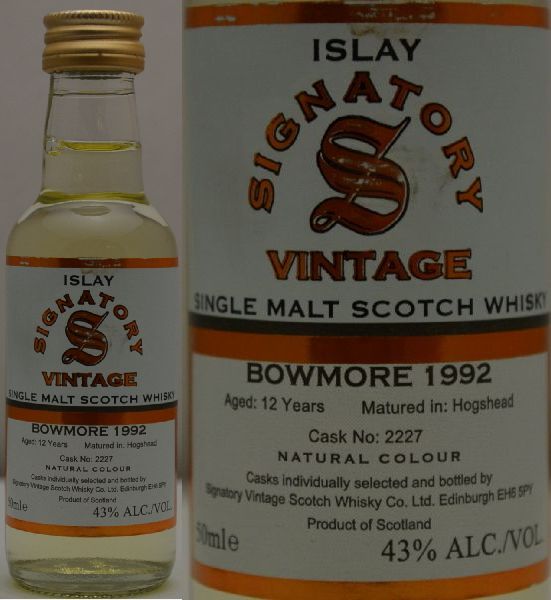 ISLAY
SIGNATORY
S
VINTAGE
SINGLE MALT SCOTCH WHISKY
BOWMORE 1992
Aged: 12 Years Matured in: Hogshead
Cask No: 2227
NATURAL COLOUR
Casks individually selected and bottled by
Signatory Vintage Scotch Whisky Co. Ltd. Edinburgh EH6 5PY
Product of Scotland
50ml e 43% ALC./VOL.
ISLAY
SIGNATORY
S
VINTAGE
SINGLE MALT SCOTCH WHISKY
BOWMORE 1992
Aged: 12 Years Matured in: Hogshead
Cask No: 2227
NATURAL COLOUR
Casks individually selected and bottled by
Signatory Vintage Scotch Whisky Co. Ltd. Edinburgh EH6 5PY
Product of Scotland
50ml e 43% ALC./VOL.